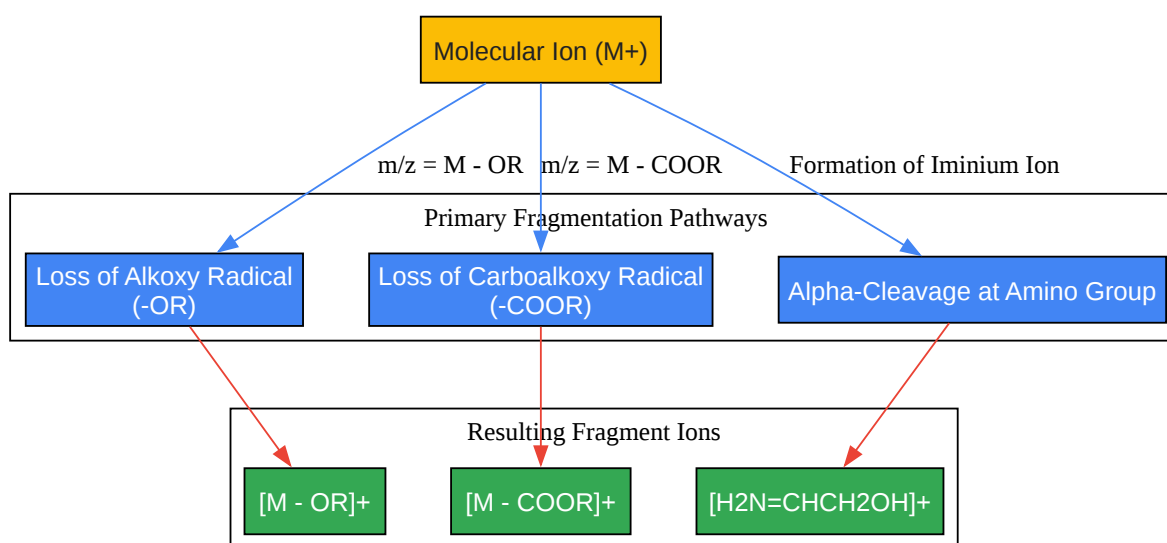 Molecular Ion (M+)
m/z = M - OR
m/z = M - COOR
Formation of Iminium Ion
Primary Fragmentation Pathways
Loss of Alkoxy Radical
(-OR)
Loss of Carboalkoxy Radical
(-COOR)
Alpha-Cleavage at Amino Group
Resulting Fragment Ions
[M - OR]+
[M - COOR]+
[H2N=CHCH2OH]+